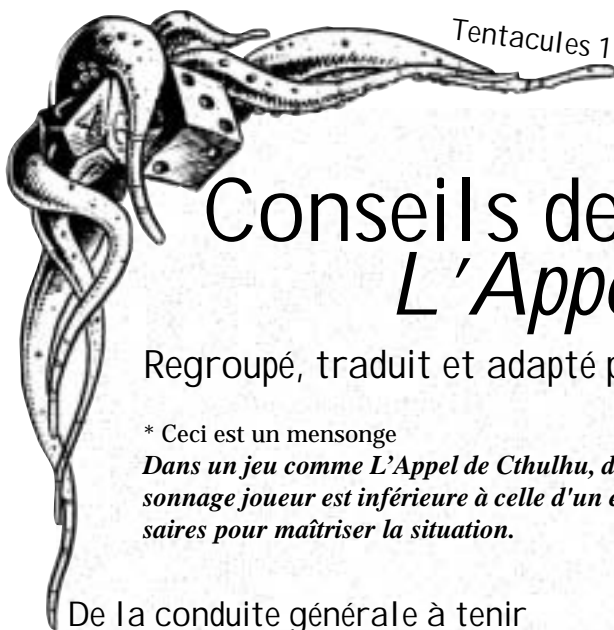 Tentacules 1
Conseils de
L'Appe
Regroupé, traduit et adapté p
* Ceci est un mensonge
Dans un jeu comme L'Appel de Cthulhu, d
sonnage joueur est inférieure à celle d'un é
saires pour maîtriser la situation.
De la conduite générale à tenir